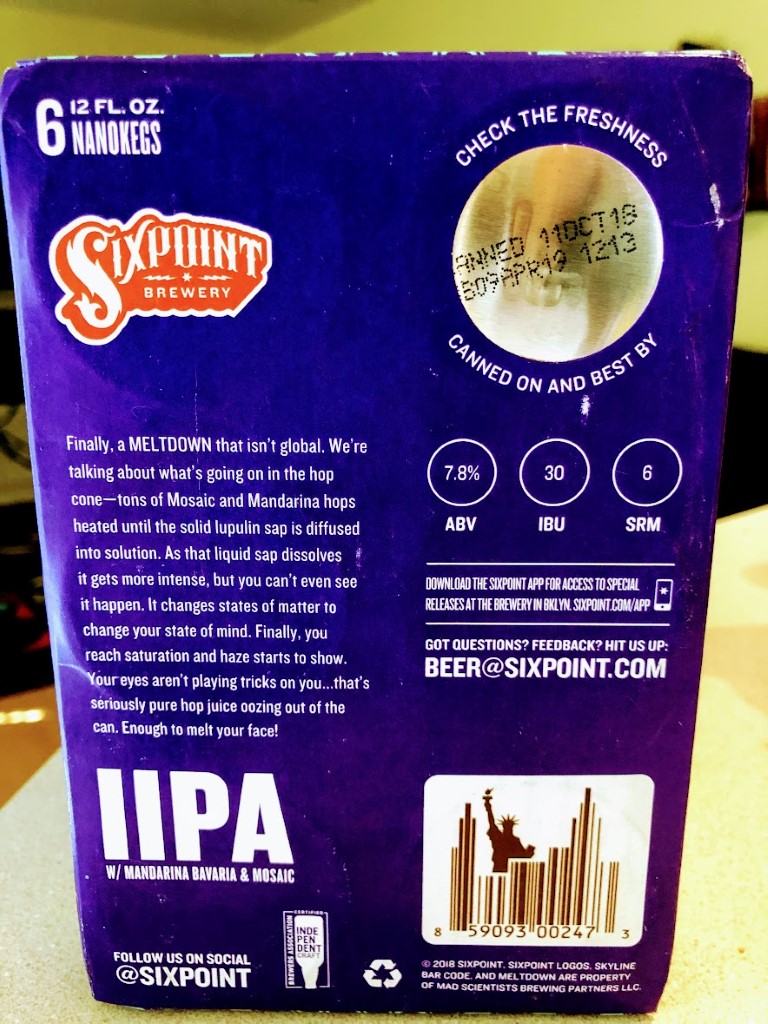 6 12 FL. OZ.
NANOKEGS
SIXPOINT
BREWERY
CHECK THE FRESHNESS
ANNED 11OCT18
B09APR19 1213
CANNED ON AND BEST BY
Finally, a MELTDOWN that isn't global. We're
talking about what's going on in the hop
cone—tons of Mosaic and Mandarina hops
heated until the solid lupulin sap is diffused
into solution. As that liquid sap dissolves
it gets more intense, but you can't even see
it happen. It changes states of matter to
change your state of mind. Finally, you
reach saturation and haze starts to show.
Your eyes aren't playing tricks on you...that's
seriously pure hop juice oozing out of the
can. Enough to melt your face!
7.8% 30 6
ABV IBU SRM
DOWNLOAD THE SIXPOINT APP FOR ACCESS TO SPECIAL
RELEASES AT THE BREWERY IN BKLYN. SIXPOINT.COM/APP
GOT QUESTIONS? FEEDBACK? HIT US UP:
BEER@SIXPOINT.COM
IIPA
W/ MANDARINA BAVARIA & MOSAIC
FOLLOW US ON SOCIAL
@SIXPOINT
BREWERS ASSOCIATION
CERTIFIED
INDE
PEN
DENT
CRAFT
8 59093 00247 3
© 2018 SIXPOINT. SIXPOINT LOGOS, SKYLINE
BAR CODE, AND MELTDOWN ARE PROPERTY
OF MAD SCIENTISTS BREWING PARTNERS LLC.